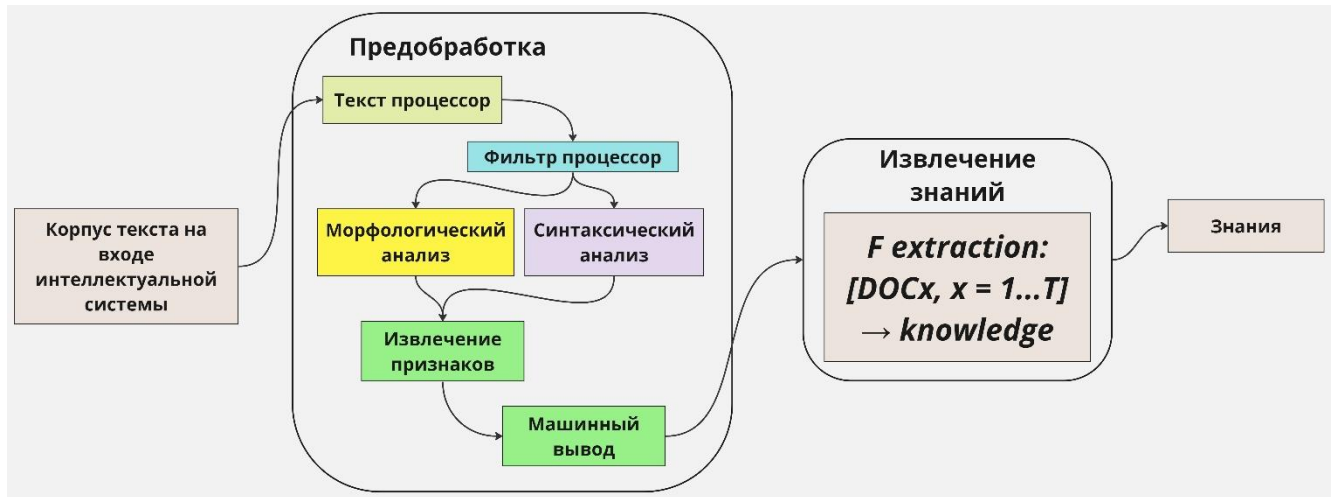 Предобработка
Текст процессор
Фильтр процессор
Морфологический
анализ
Синтаксический
анализ
Корпус текста на
входе
интеллектуальной
системы
Извлечение
признаков
Машинный
вывод
Извлечение
знаний
F extraction:
[DOCx, x = 1...T]
→ knowledge
Знания